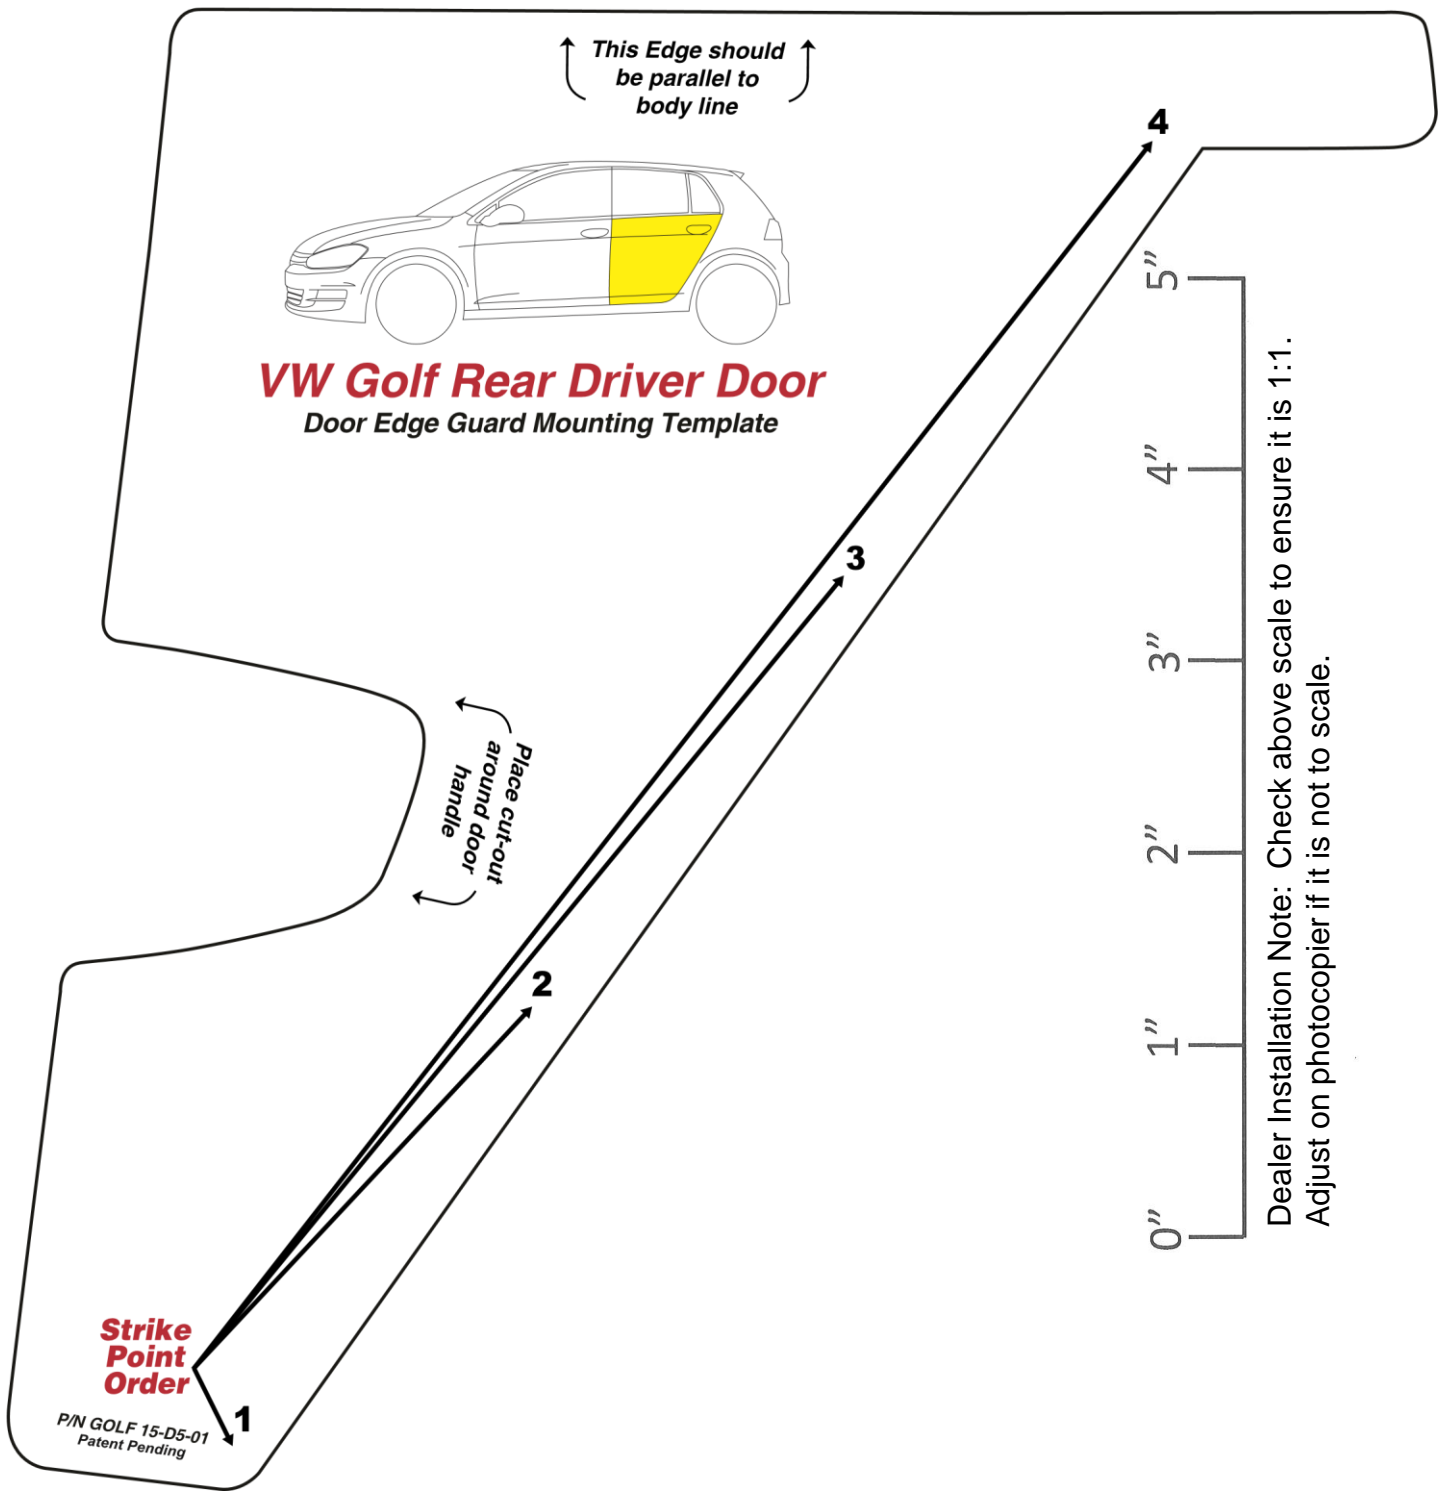 This Edge should
be parallel to
body line
4
VW Golf Rear Driver Door
Door Edge Guard Mounting Template
3
Place cut-out
around door
handle
2
Strike
Point
Order
1
P/N GOLF 15-D5-01
Patent Pending
5”
4”
3”
2”
1”
0”
Dealer Installation Note: Check above scale to ensure it is 1:1.
Adjust on photocopier if it is not to scale.